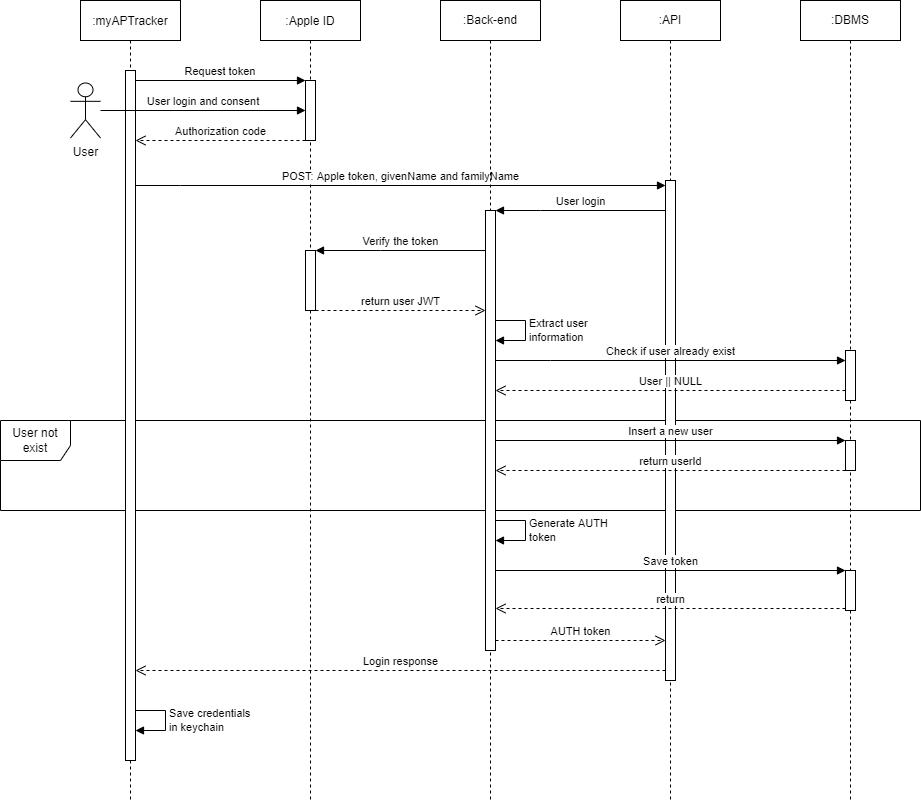 :myAPTracker
:Apple ID
:Back-end
:API
:DBMS
Request token
User login and consent
Authorization code
User
POST: Apple token, givenName and familyName
User login
Verify the token
return user JWT
Extract user
information
Check if user already exist
User || NULL
User not
exist
Insert a new user
return userId
Generate AUTH
token
Save token
return
AUTH token
Login response
Save credentials
in keychain